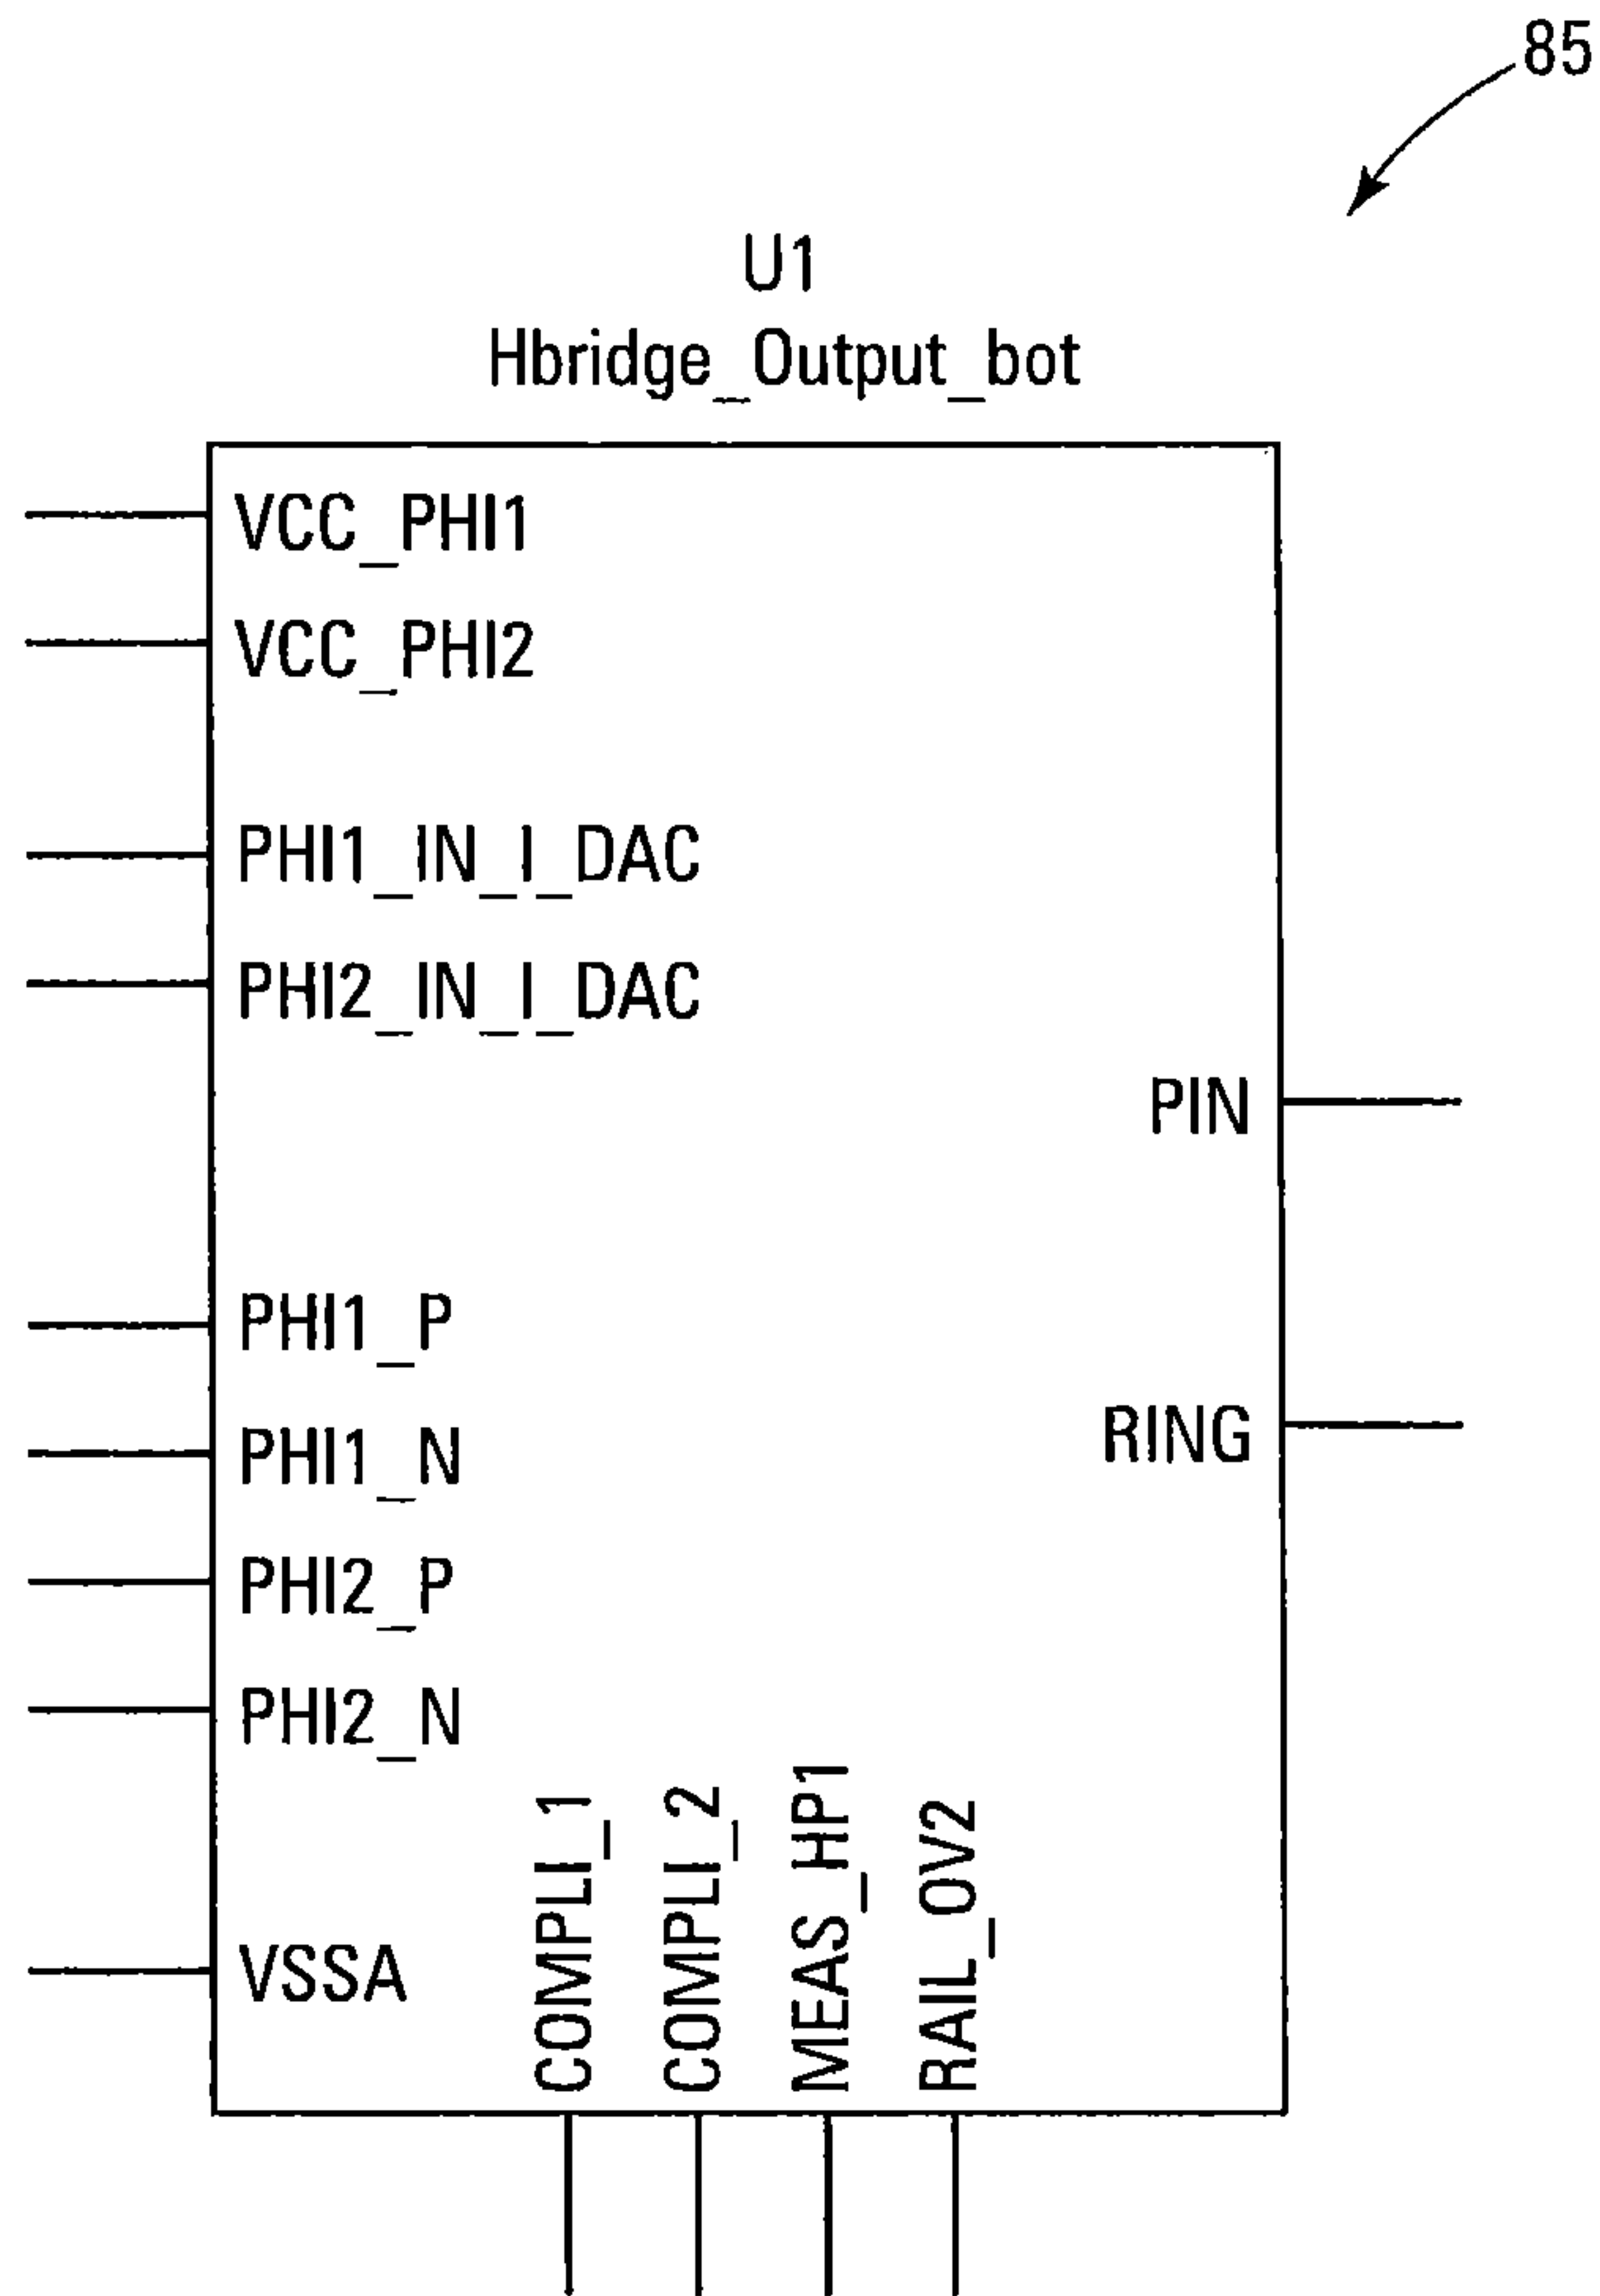 85
U1
Hbridge_Output_bot
VCC_PHI1
VCC_PHI2
PHI1_IN_I_DAC
PHI2_IN_I_DAC
PIN
PHI1_P
RING
PHI1_N
PHI2_P
PHI2_N
VSSA
COMPLI_1
COMPLI_2
MEAS_HP1
RAIL_OV2